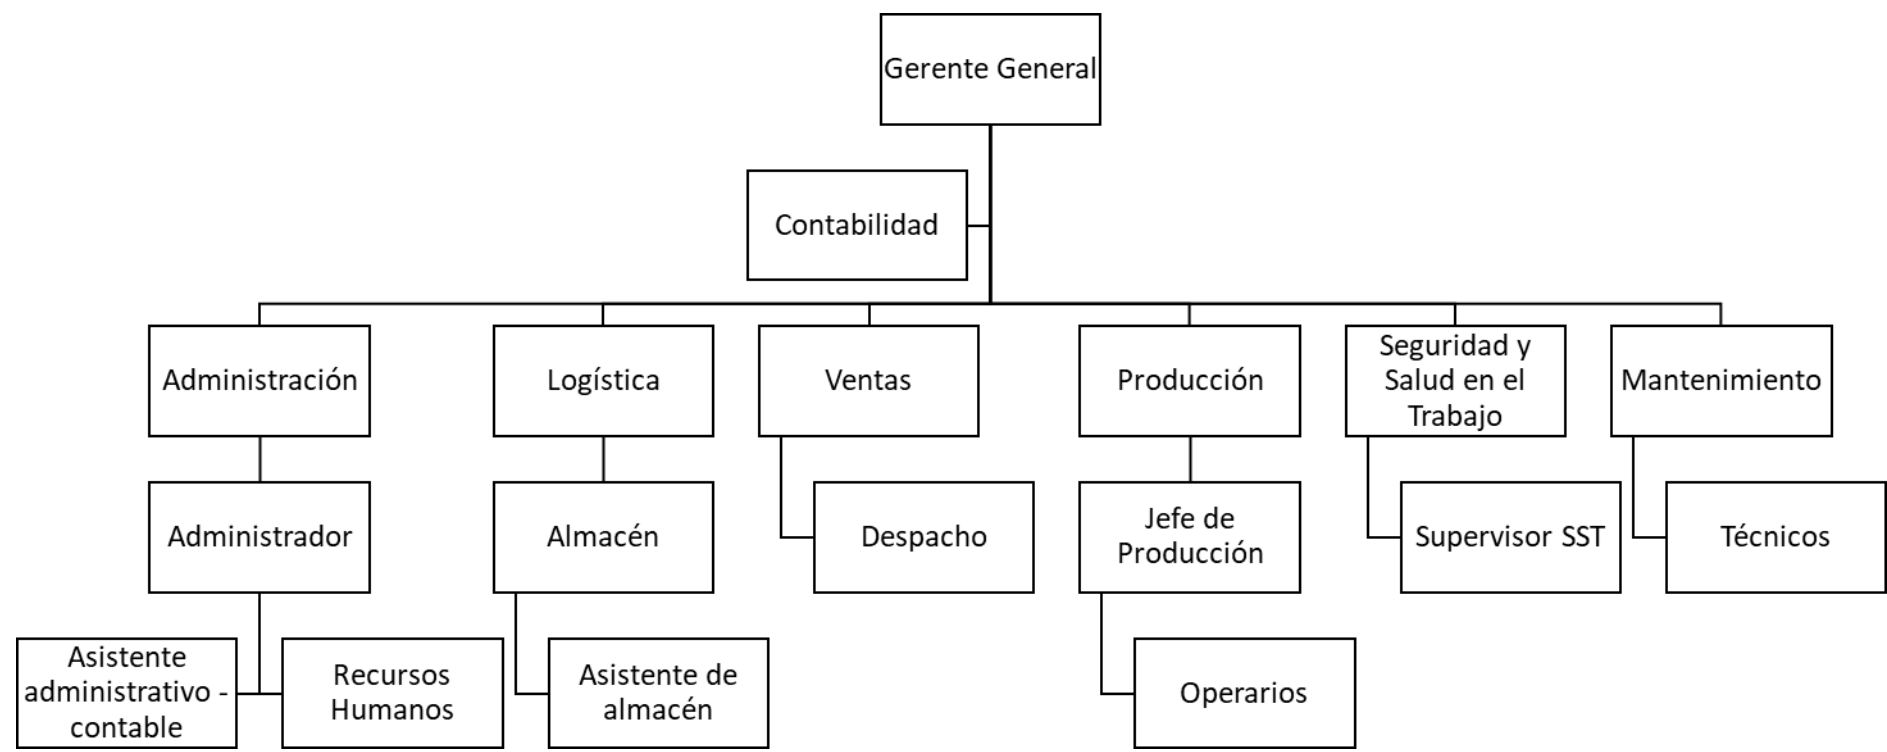 Gerente General
Contabilidad
Administración
Logística
Ventas
Producción
Seguridad y
Salud en el
Trabajo
Mantenimiento
Administrador
Almacén
Despacho
Jefe de
Producción
Supervisor SST
Técnicos
Asistente
administrativo -
contable
Recursos
Humanos
Asistente de
almacén
Operarios